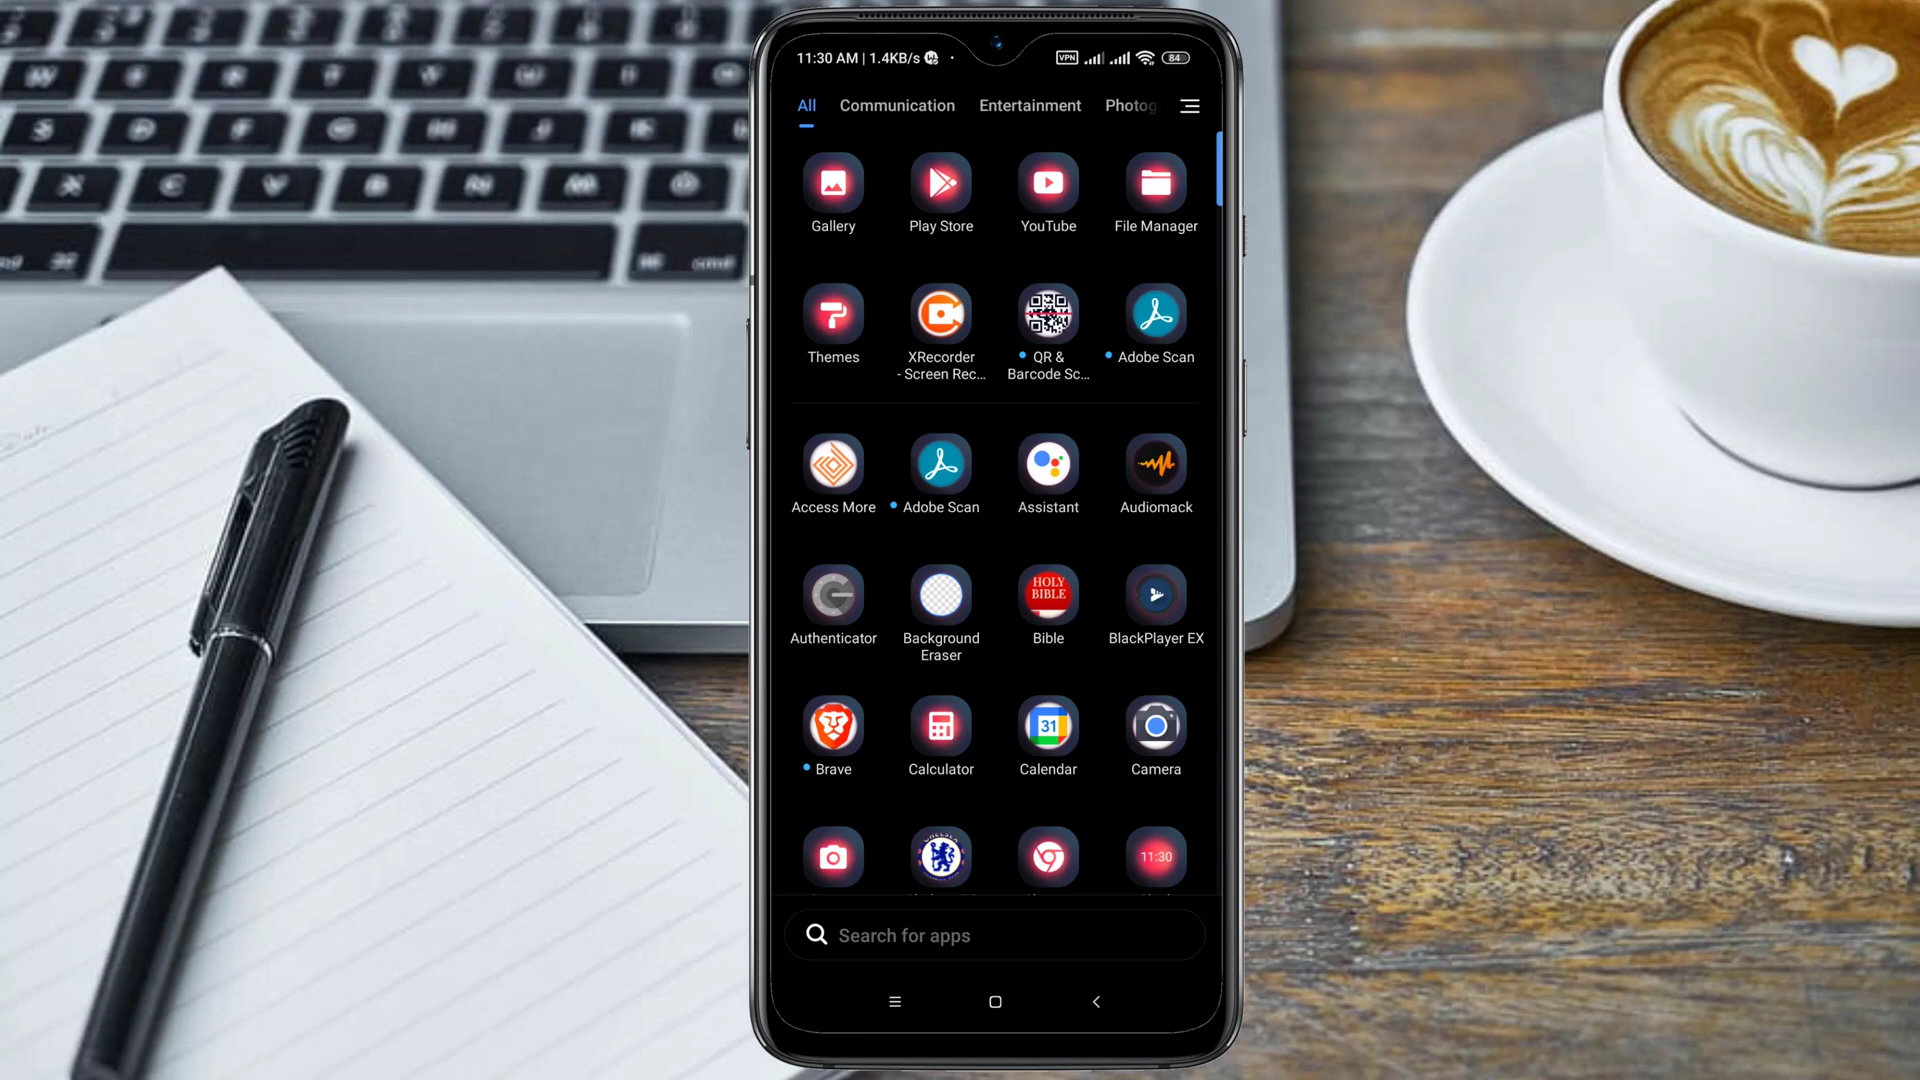 11:30 AM | 1.4KB/s
VPN
84
All Communication Entertainment Photog
Gallery Play Store YouTube File Manager
Themes XRecorder - Screen Rec... QR & Barcode Sc... Adobe Scan
HOLY BIBLE
Access More Adobe Scan Assistant Audiomack
Authenticator Background Eraser Bible BlackPlayer EX
31
Brave Calculator Calendar Camera
11:30
Search for apps
cmd